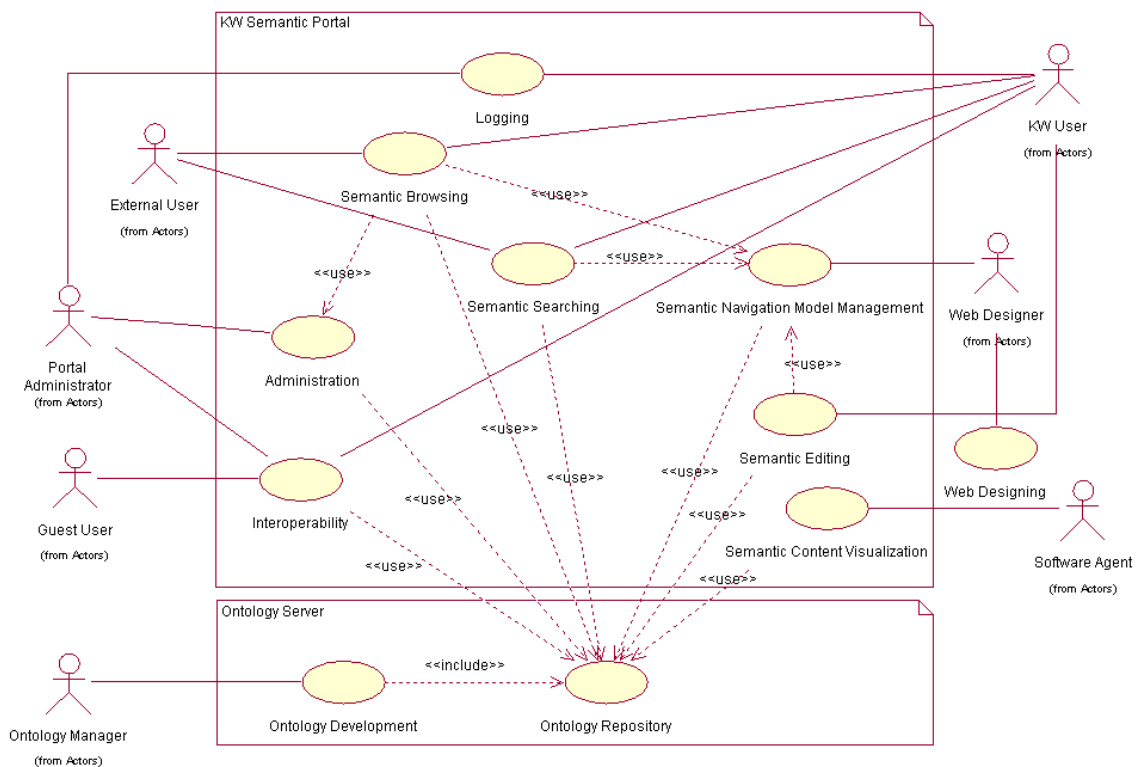 KW Semantic Portal
Logging
KW User
(from Actors)
External User
(from Actors)
Semantic Browsing
<<use>>
<<use>>
<<use>>
Semantic Searching
Semantic Navigation Model Management
Web Designer
(from Actors)
Portal
Administrator
(from Actors)
Administration
<<use>>
<<use>>
Semantic Editing
<<use>>
<<use>>
Web Designing
Guest User
(from Actors)
Interoperability
<<use>>
<<use>>
Semantic Content Visualization
Software Agent
(from Actors)
<<use>>
<<use>>
Ontology Server
<<include>>
Ontology Development
Ontology Repository
Ontology Manager
(from Actors)